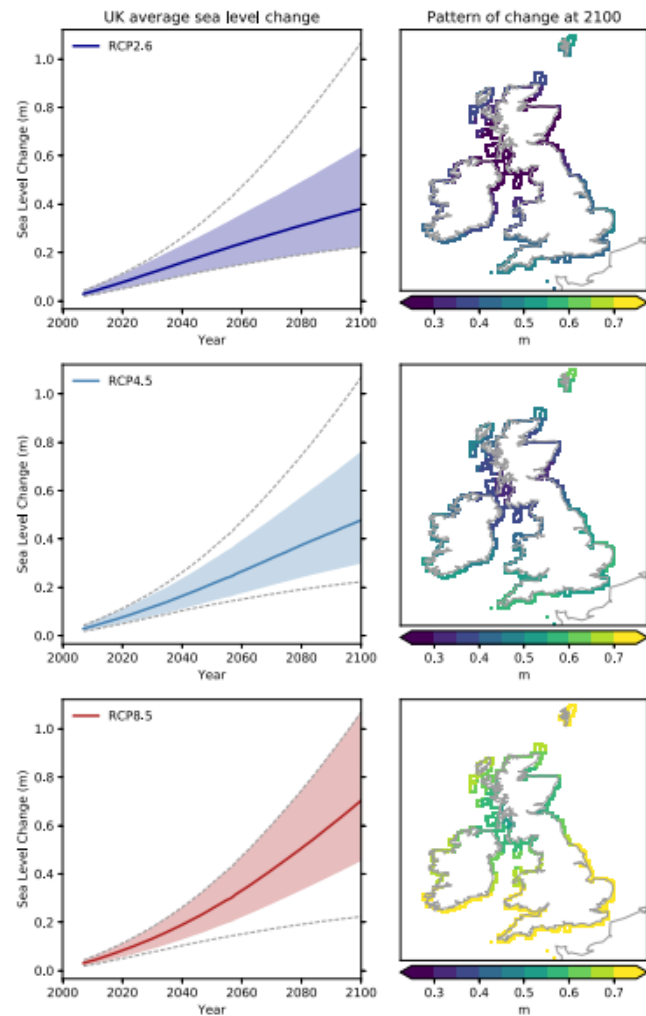 UK average sea level change
Pattern of change at 2100
RCP2.6
1.0
0.8
0.6
0.4
0.2
0.0
Sea Level Change (m)
2000 2020 2040 2060 2080 2100
Year
0.3 0.4 0.5 0.6 0.7
m
RCP4.5
1.0
0.8
0.6
0.4
0.2
0.0
Sea Level Change (m)
2000 2020 2040 2060 2080 2100
Year
0.3 0.4 0.5 0.6 0.7
m
RCP8.5
1.0
0.8
0.6
0.4
0.2
0.0
Sea Level Change (m)
2000 2020 2040 2060 2080 2100
Year
0.3 0.4 0.5 0.6 0.7
m